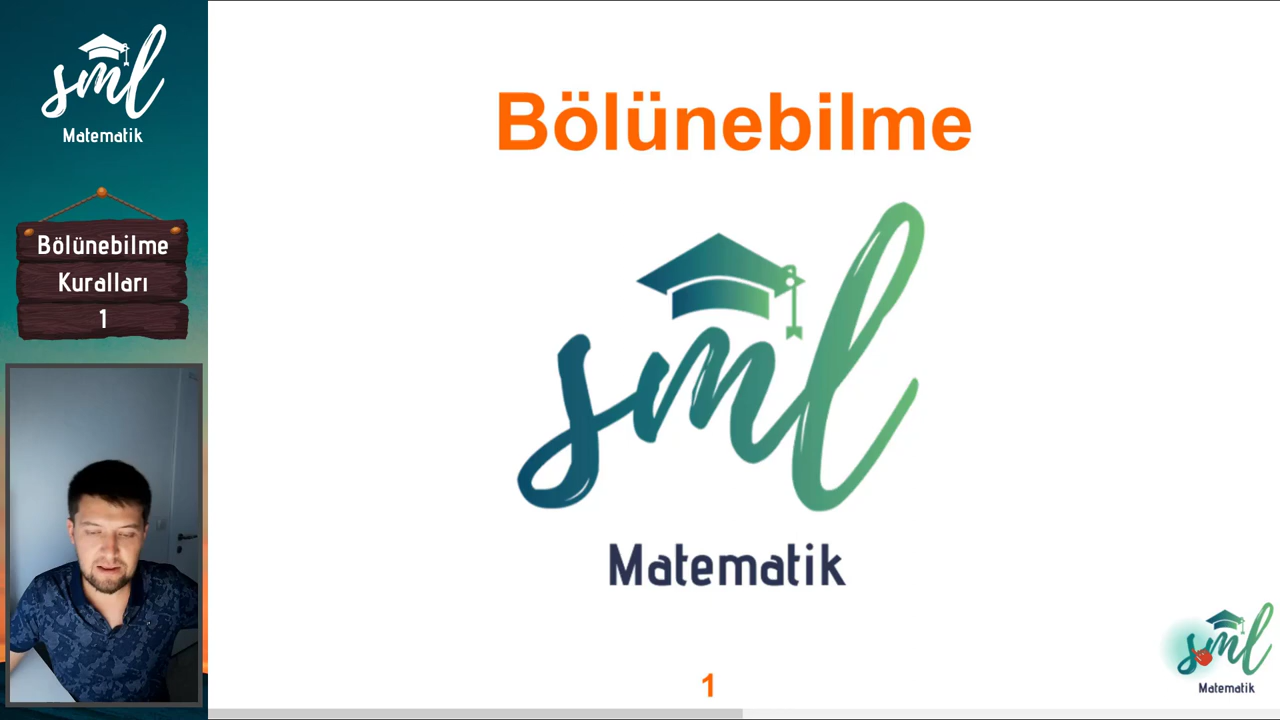 sml
Matematik
Bölünebilme
Kuralları
1
Bölünebilme
sml
Matematik
1
sml
Matematik